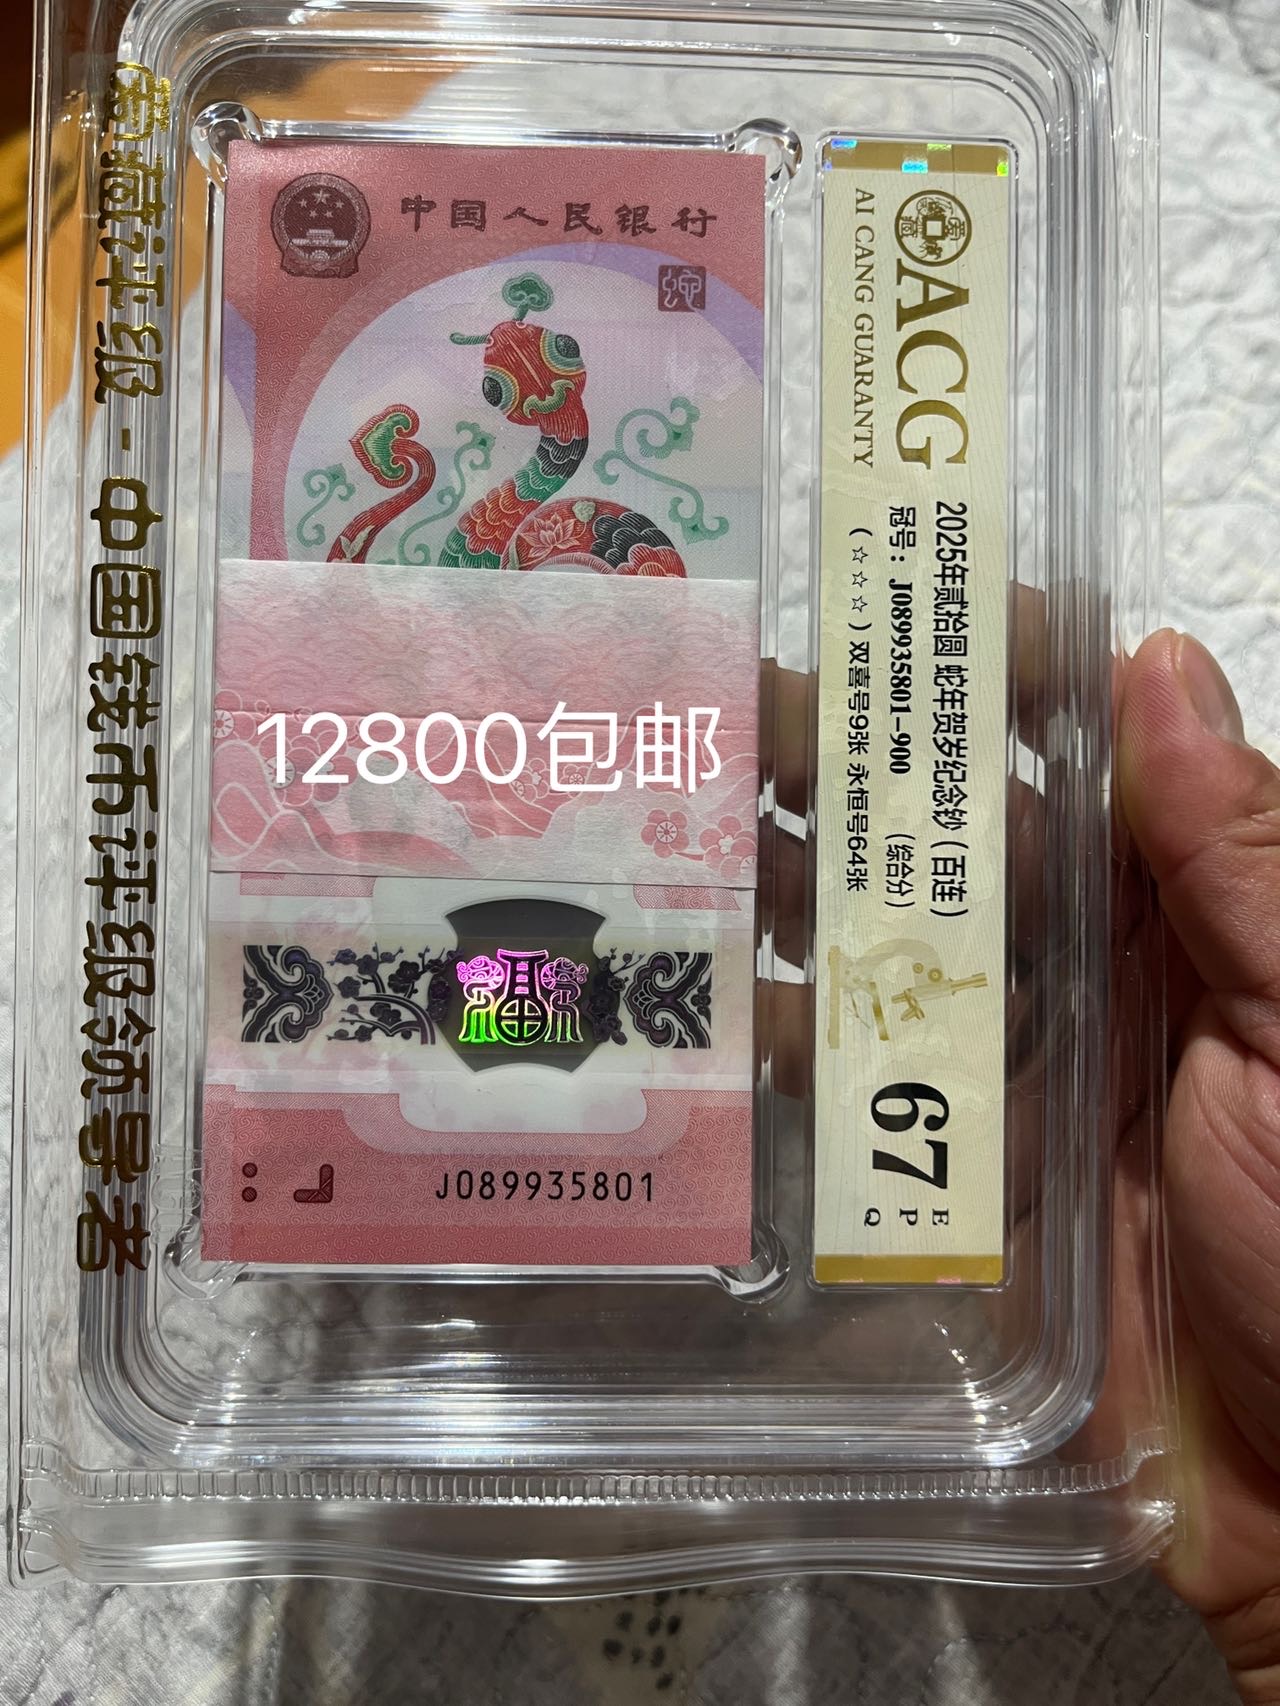 爱藏评级 - 中国钱币评级领导者
中国人民银行
12800包邮
J089935801
ACG
AI CANG GUARANTY
2025年贰拾圆 蛇年贺岁纪念钞（百连）
冠号：J089935801-900 （综合分）
（☆☆☆）双喜号9张 永恒号64张
67
E
P
Q